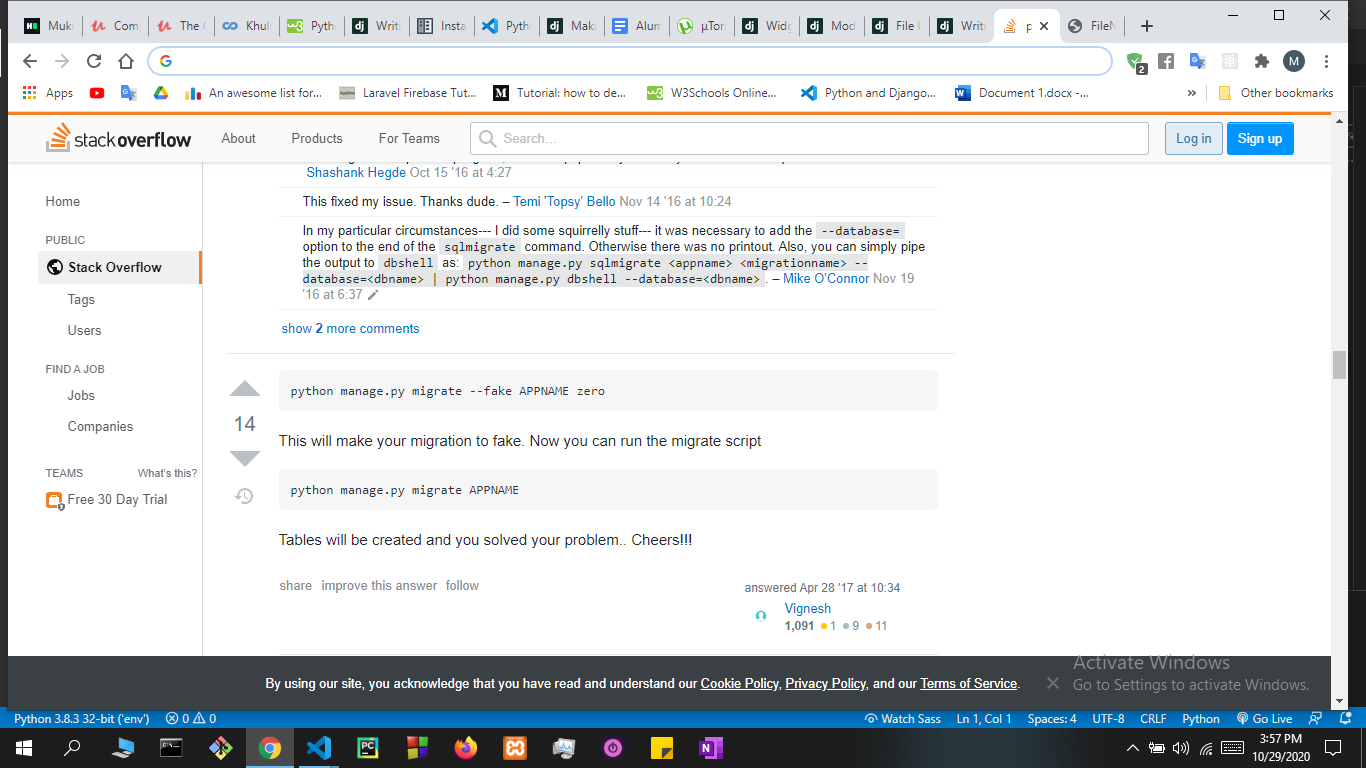 Muki
Com
The C
Khul
Pyth
Writi
Insta
Pyth
Maki
Alum
µTor
Widg
Mod
File U
Writi
p
FileN
G
2
M
Apps
An awesome list for...
Laravel Firebase Tut...
Tutorial: how to de...
W3Schools Online...
Python and Django...
Document 1.docx -...
»
Other bookmarks
stackoverflow
About
Products
For Teams
Search...
Log in
Sign up
Home
PUBLIC
Stack Overflow
Tags
Users
FIND A JOB
Jobs
Companies
TEAMS What's this?
Free 30 Day Trial
Shashank Hegde Oct 15 '16 at 4:27
This fixed my issue. Thanks dude. – Temi 'Topsy' Bello Nov 14 '16 at 10:24
In my particular circumstances--- I did some squirrelly stuff--- it was necessary to add the --database=
option to the end of the sqlmigrate command. Otherwise there was no printout. Also, you can simply pipe
the output to dbshell as: python manage.py sqlmigrate <appname> <migrationname> --
database=<dbname> | python manage.py dbshell --database=<dbname> . – Mike O'Connor Nov 19
'16 at 6:37
show 2 more comments
14
python manage.py migrate --fake APPNAME zero
This will make your migration to fake. Now you can run the migrate script
python manage.py migrate APPNAME
Tables will be created and you solved your problem.. Cheers!!!
share improve this answer follow
answered Apr 28 '17 at 10:34
Vignesh
1,091 1 9 11
By using our site, you acknowledge that you have read and understand our Cookie Policy, Privacy Policy, and our Terms of Service.
Activate Windows
Go to Settings to activate Windows.
Python 3.8.3 32-bit ('env') 0 0 Watch Sass Ln 1, Col 1 Spaces: 4 UTF-8 CRLF Python Go Live
3:57 PM
10/29/2020